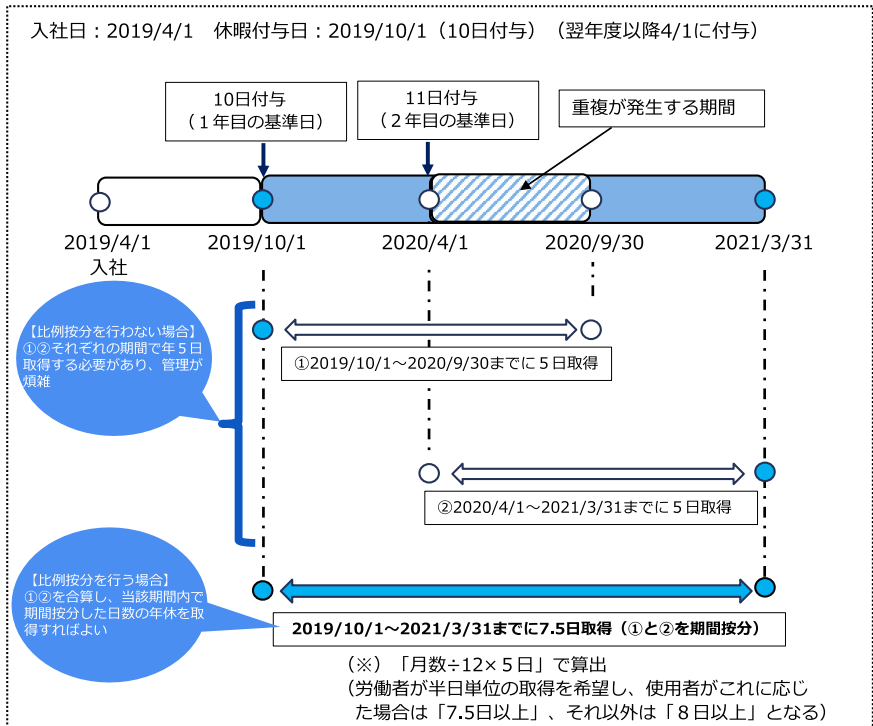 入社日：2019/4/1　休暇付与日：2019/10/1（10日付与）（翌年度以降4/1に付与）
10日付与
（１年目の基準日）
11日付与
（２年目の基準日）
重複が発生する期間
2019/4/1
入社
2019/10/1
2020/4/1
2020/9/30
2021/3/31
【比例按分を行わない場合】
①②それぞれの期間で年５日
取得する必要があり、管理が
煩雑
①2019/10/1～2020/9/30までに５日取得
②2020/4/1～2021/3/31までに５日取得
【比例按分を行う場合】
①②を合算し、当該期間内で
期間按分した日数の年休を取
得すればよい
2019/10/1～2021/3/31までに7.5日取得（①と②を期間按分）
（※）「月数÷12×５日」で算出
（労働者が半日単位の取得を希望し、使用者がこれに応じ
た場合は「7.5日以上」、それ以外は「８日以上」となる）